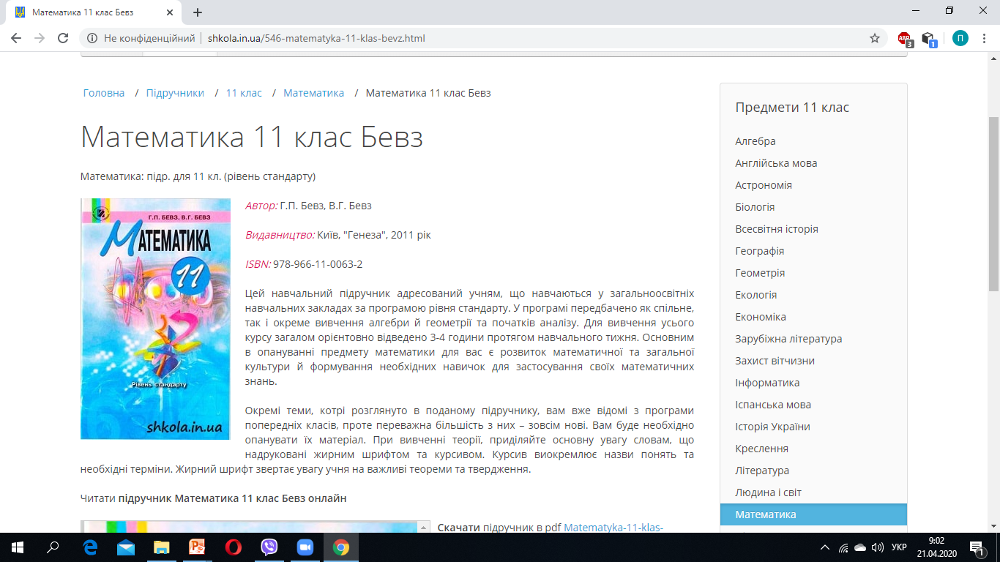 Математика 11 клас Бевз
Не конфіденційний
shkola.in.ua/546-matematyka-11-klas-bevz.html
ABP
3
1
П
Головна / Підручники / 11 клас / Математика / Математика 11 клас Бевз
Математика 11 клас Бевз
Математика: підр. для 11 кл. (рівень стандарту)
Г.П. БЕВЗ, В.Г. БЕВЗ
МАТЕМАТИКА
11
Рівень стандарту
shkola.in.ua
Автор: Г.П. Бевз, В.Г. Бевз
Видавництво: Київ, "Генеза", 2011 рік
ISBN: 978-966-11-0063-2
Цей навчальний підручник адресований учням, що навчаються у загальноосвітніх
навчальних закладах за програмою рівня стандарту. У програмі передбачено як спільне,
так і окреме вивчення алгебри й геометрії та початків аналізу. Для вивчення усього
курсу загалом орієнтовно відведено 3-4 години протягом навчального тижня. Основним
в опануванні предмету математики для вас є розвиток математичної та загальної
культури й формування необхідних навичок для застосування своїх математичних
знань.
Окремі теми, котрі розглянуто в поданому підручнику, вам вже відомі з програми
попередніх класів, проте переважна більшість з них – зовсім нові. Вам буде необхідно
опанувати їх матеріал. При вивченні теорії, приділяйте основну увагу словам, що
надруковані жирним шрифтом та курсивом. Курсив виокремлює назви понять та
необхідні терміни. Жирний шрифт звертає увагу учня на важливі теореми та твердження.
Читати підручник Математика 11 клас Бевз онлайн
Скачати підручник в pdf Matematyka-11-klas-
Предмети 11 клас
Алгебра
Англійська мова
Астрономія
Біологія
Всесвітня історія
Географія
Геометрія
Екологія
Економіка
Зарубіжна література
Захист вітчизни
Інформатика
Іспанська мова
Історія України
Креслення
Література
Людина і світ
Математика
УКР
9:02
21.04.2020
1